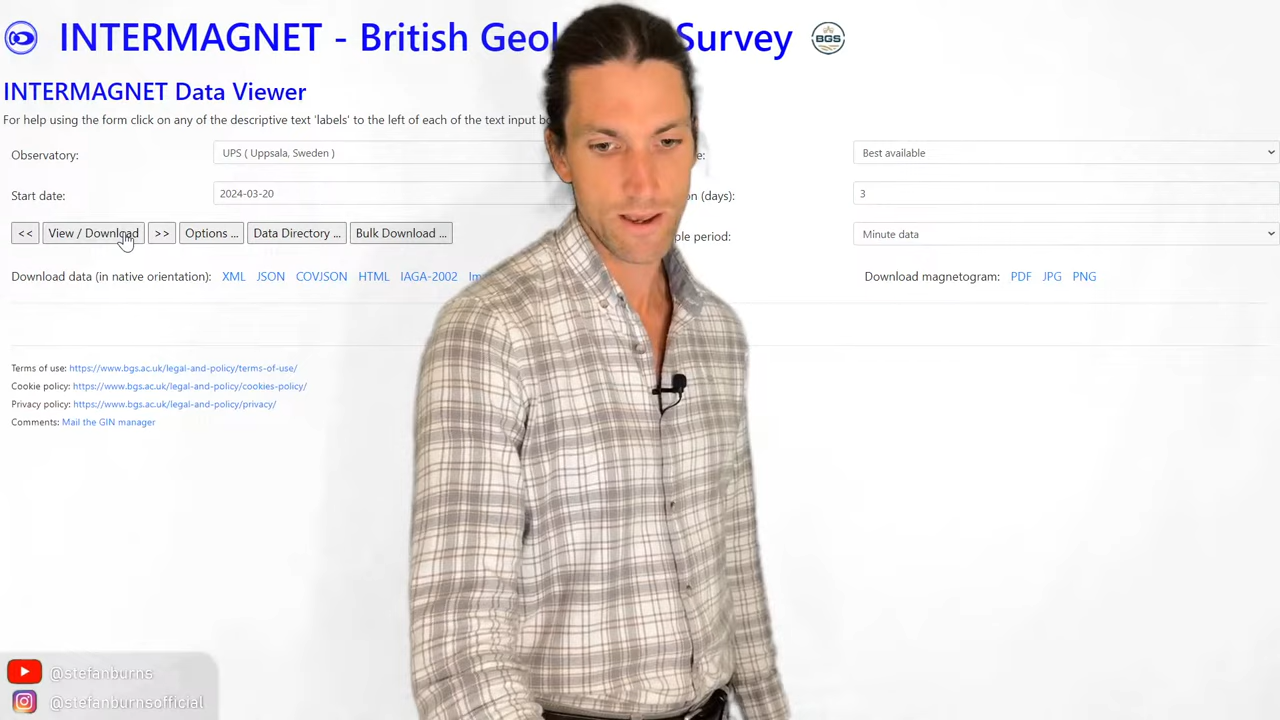 INTERMAGNET - British Geol Survey BGS
INTERMAGNET Data Viewer
For help using the form click on any of the descriptive text 'labels' to the left of each of the text input
Observatory: UPS ( Uppsala, Sweden ) Best available
Start date: 2024-03-20 (days): 3
<< View / Download >> Options ... Data Directory ... Bulk Download ... period: Minute data
Download data (in native orientation): XML JSON COVJSON HTML IAGA-2002 Download magnetogram: PDF JPG PNG
Terms of use: https://www.bgs.ac.uk/legal-and-policy/terms-of-use/
Cookie policy: https://www.bgs.ac.uk/legal-and-policy/cookies-policy/
Privacy policy: https://www.bgs.ac.uk/legal-and-policy/privacy/
Comments: Mail the GIN manager
@stefanburns
@stefanburnsofficial